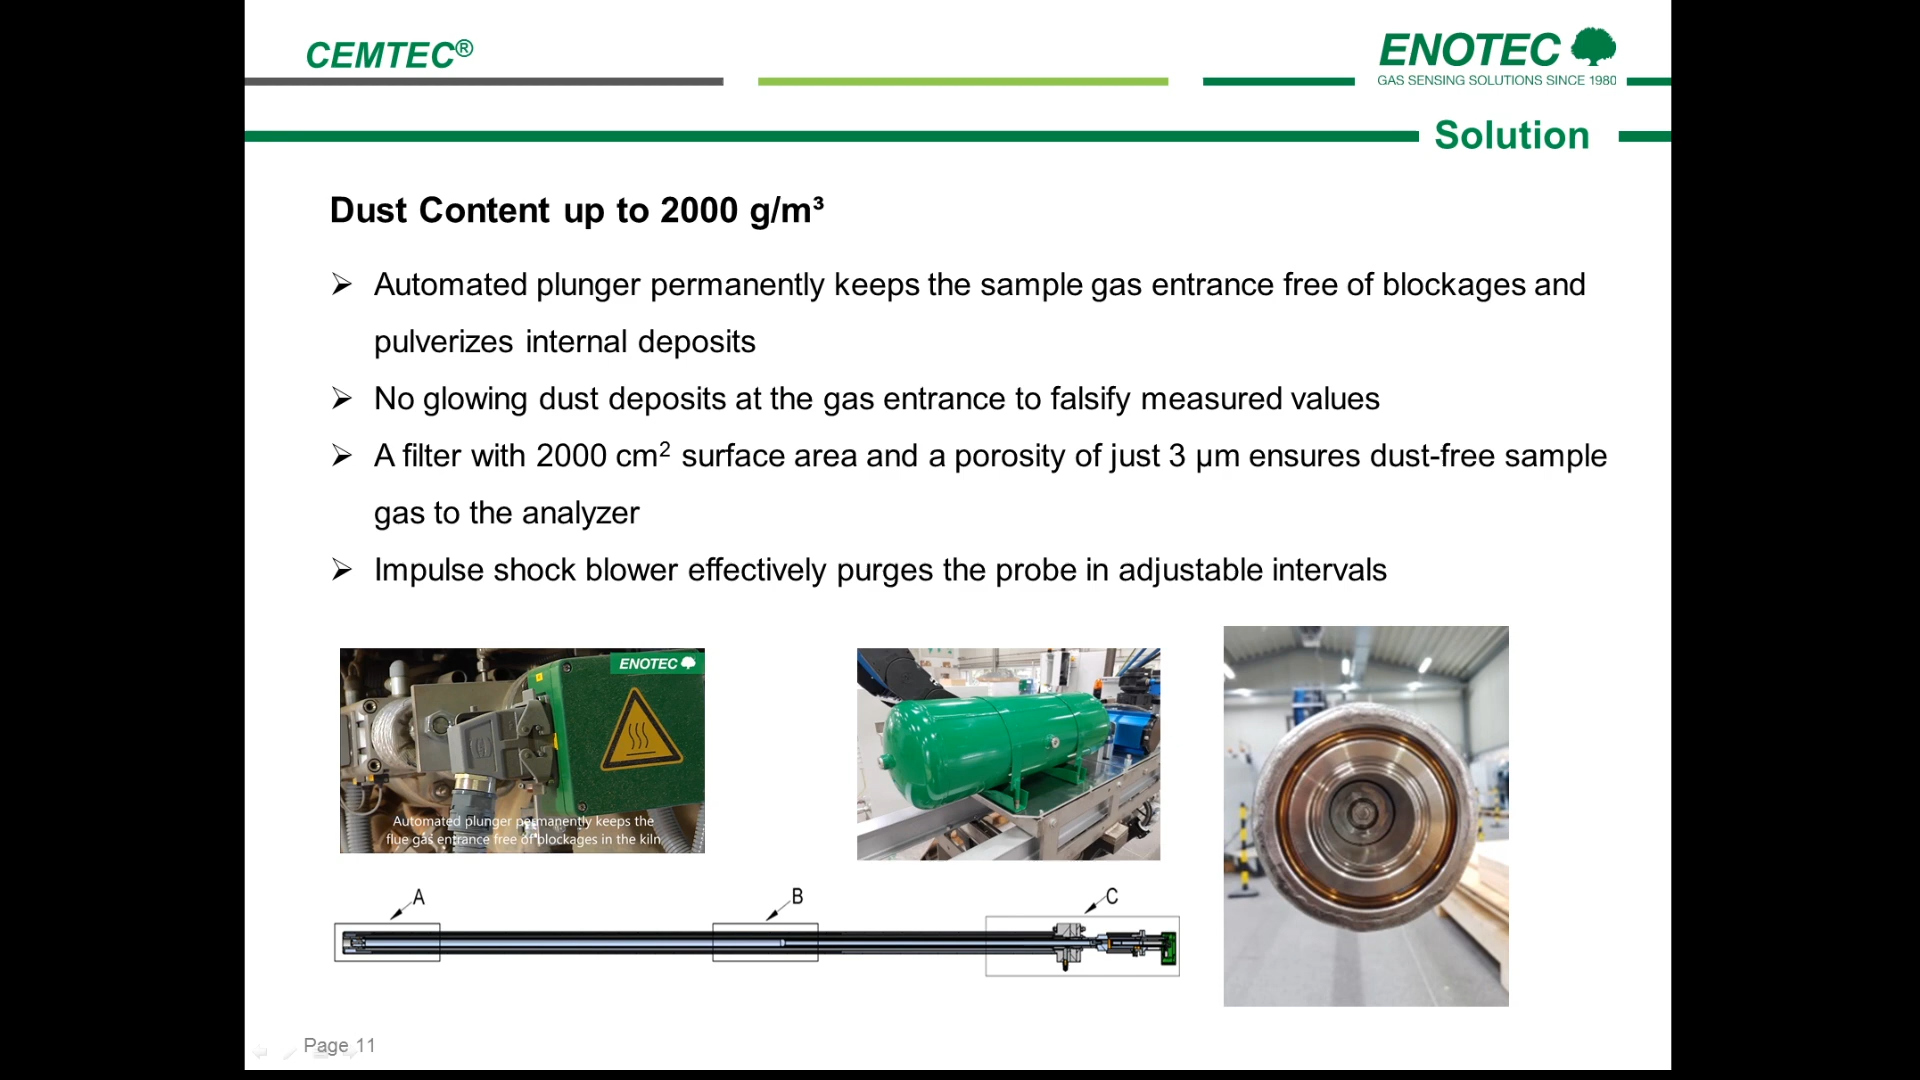 CEMTEC®
ENOTEC
GAS SENSING SOLUTIONS SINCE 1980
Solution
Dust Content up to 2000 g/m³
Automated plunger permanently keeps the sample gas entrance free of blockages and
pulverizes internal deposits
No glowing dust deposits at the gas entrance to falsify measured values
A filter with 2000 cm² surface area and a porosity of just 3 µm ensures dust-free sample
gas to the analyzer
Impulse shock blower effectively purges the probe in adjustable intervals
ENOTEC
Automated plunger permanently keeps the
flue gas entrance free of blockages in the kiln
A
B
C
Page 11